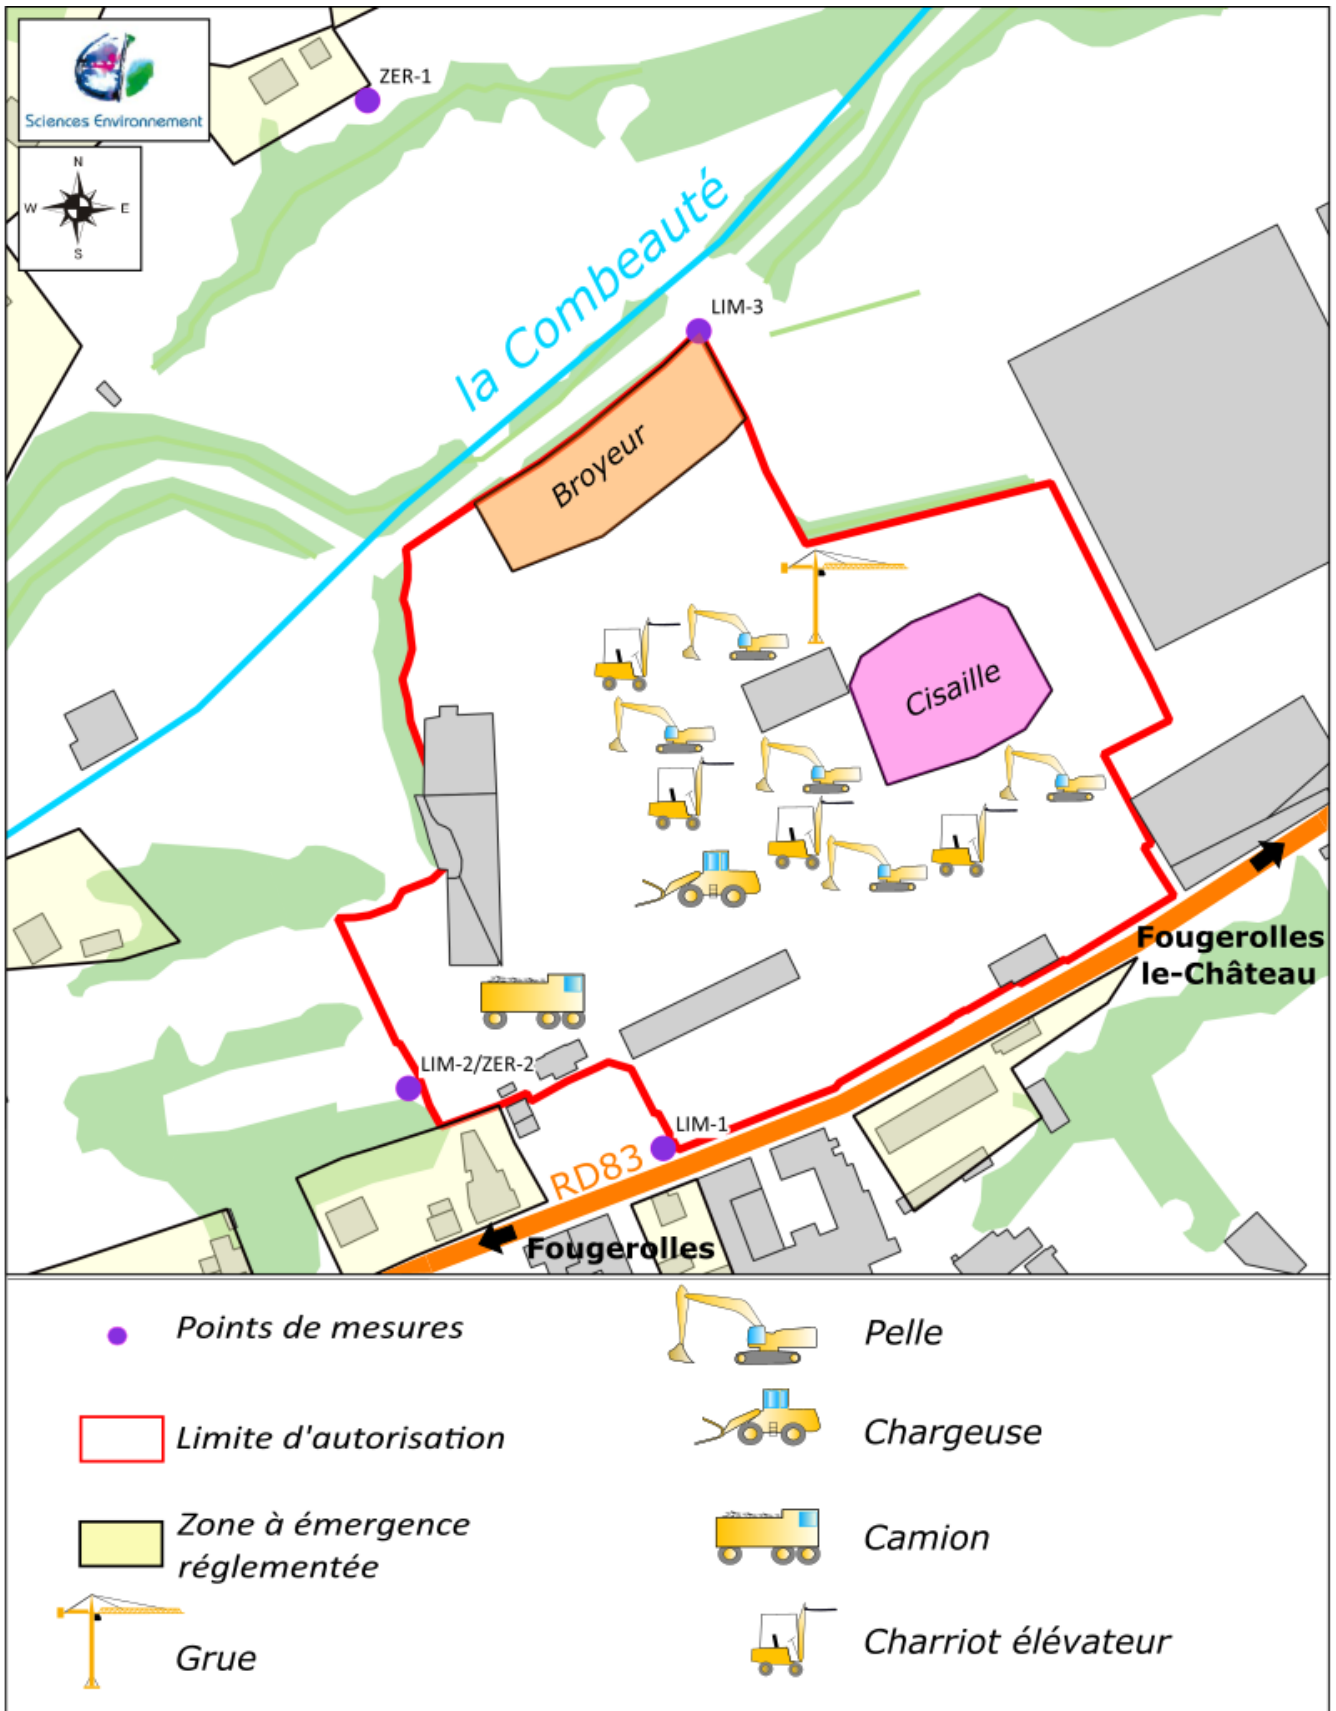 Sciences Environnement
ZER-1
N
W E
S
la Combeauté
LIM-3
Broyeur
Cisaille
Fougerolles
le-Château
LIM-2/ZER-2
LIM-1
RD83
Fougerolles
Points de mesures
Limite d'autorisation
Zone à émergence
réglementée
Grue
Pelle
Chargeuse
Camion
Charriot élévateur